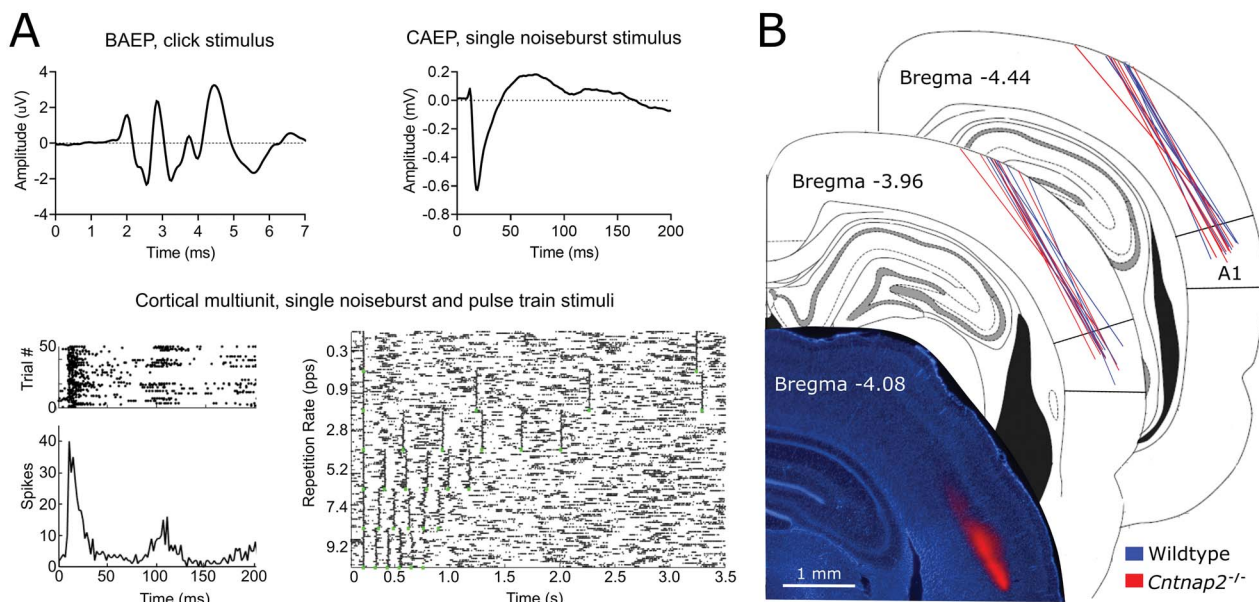 A
BAEP, click stimulus
Amplitude (uV)
4
2
0
-2
-4
0 1 2 3 4 5 6 7
Time (ms)
CAEP, single noiseburst stimulus
Amplitude (mV)
0.2
0.0
-0.2
-0.4
-0.6
-0.8
0 50 100 150 200
Time (ms)
Cortical multiunit, single noiseburst and pulse train stimuli
Trial #
50
0
0 50 100 150 200
Spikes
40
30
20
10
0
0 50 100 150 200
Time (ms)
Repetition Rate (pps)
0.3
0.9
2.8
5.2
7.4
9.2
0 0.5 1.0 1.5 2.0 2.5 3.0 3.5
Time (s)
B
Bregma -4.44
Bregma -3.96
A1
Bregma -4.08
1 mm
Wildtype
Cntnap2-/-